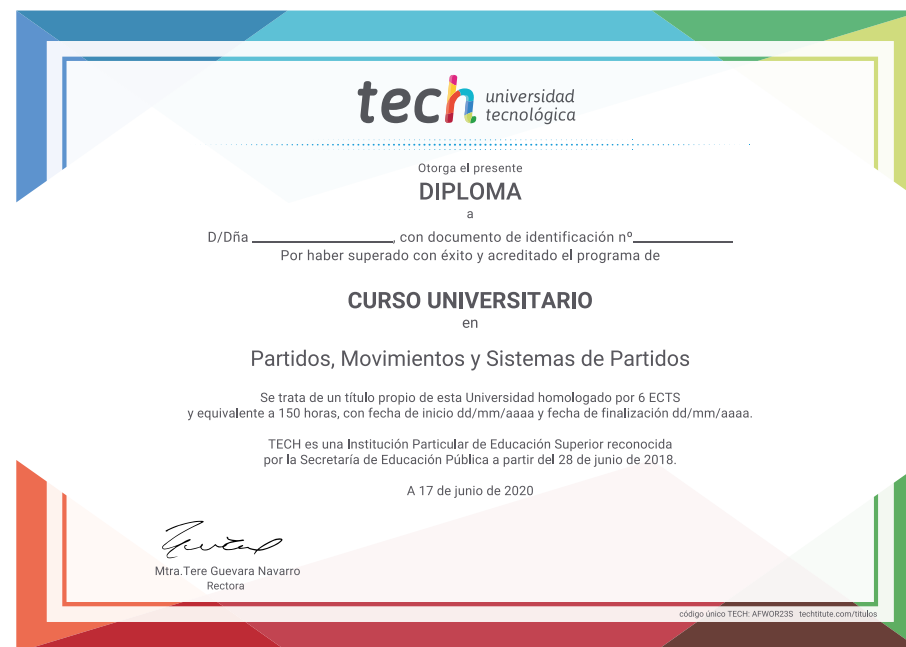 tech universidad
tecnológica
Otorga el presente
DIPLOMA
a
D/Dña ____________________, con documento de identificación nº______________
Por haber superado con éxito y acreditado el programa de
CURSO UNIVERSITARIO
en
Partidos, Movimientos y Sistemas de Partidos
Se trata de un título propio de esta Universidad homologado por 6 ECTS
y equivalente a 150 horas, con fecha de inicio dd/mm/aaaa y fecha de finalización dd/mm/aaaa.
TECH es una Institución Particular de Educación Superior reconocida
por la Secretaría de Educación Pública a partir del 28 de junio de 2018.
A 17 de junio de 2020
Mtra.Tere Guevara Navarro
Rectora
código único TECH: AFWOR23S techtitute.com/titulos